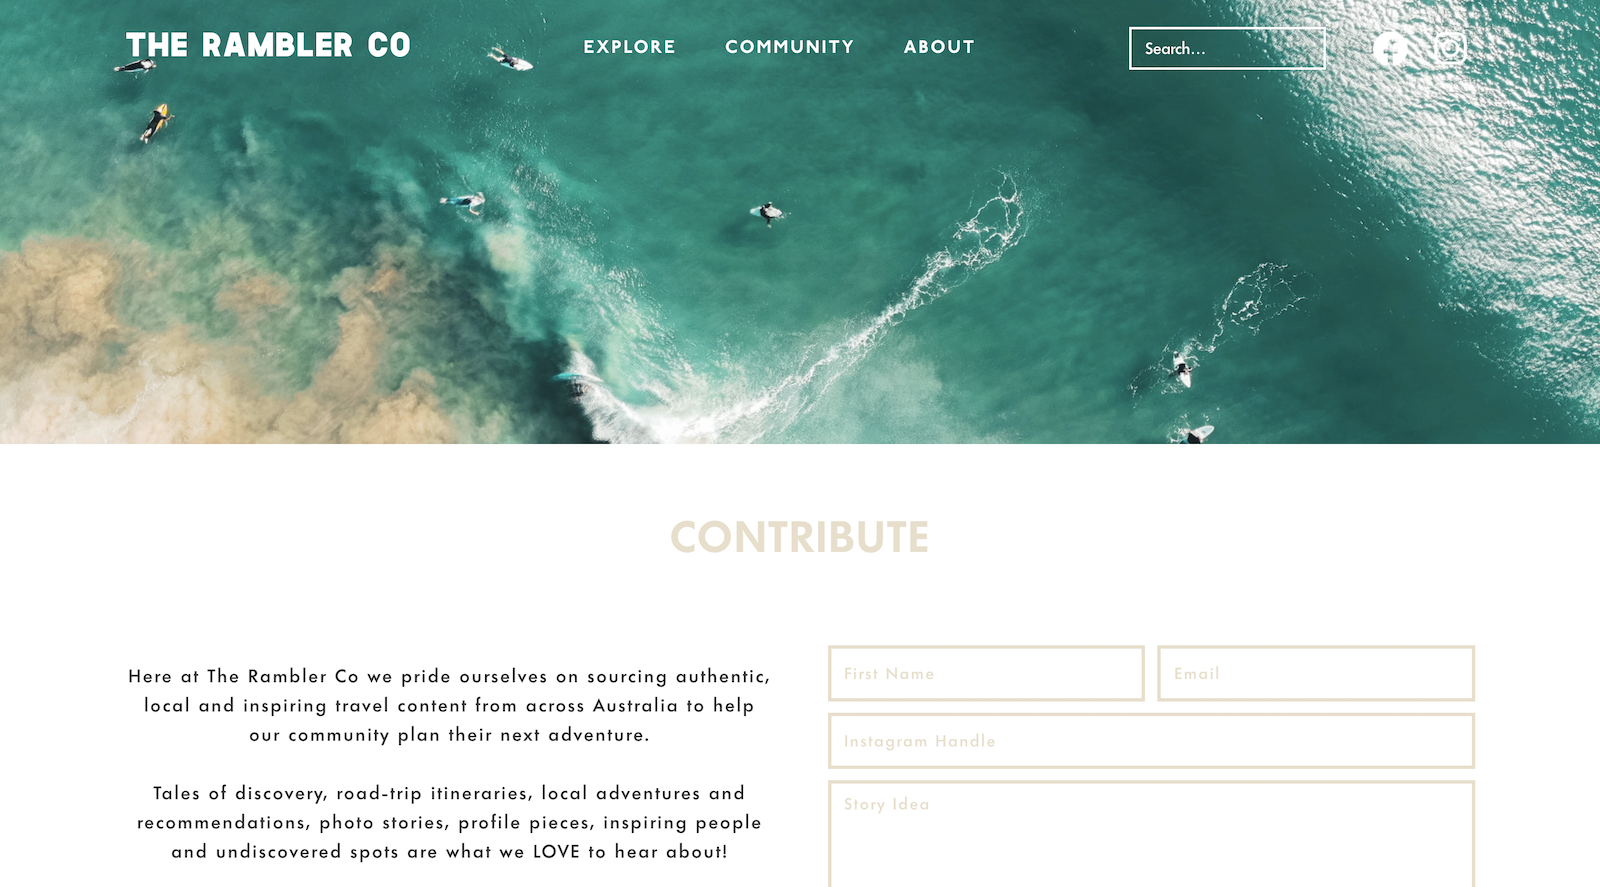 THE RAMBLER CO
EXPLORE
COMMUNITY
ABOUT
Search...
CONTRIBUTE
Here at The Rambler Co we pride ourselves on sourcing authentic,
local and inspiring travel content from across Australia to help
our community plan their next adventure.
Tales of discovery, road-trip itineraries, local adventures and
recommendations, photo stories, profile pieces, inspiring people
and undiscovered spots are what we LOVE to hear about!
First Name
Email
Instagram Handle
Story Idea